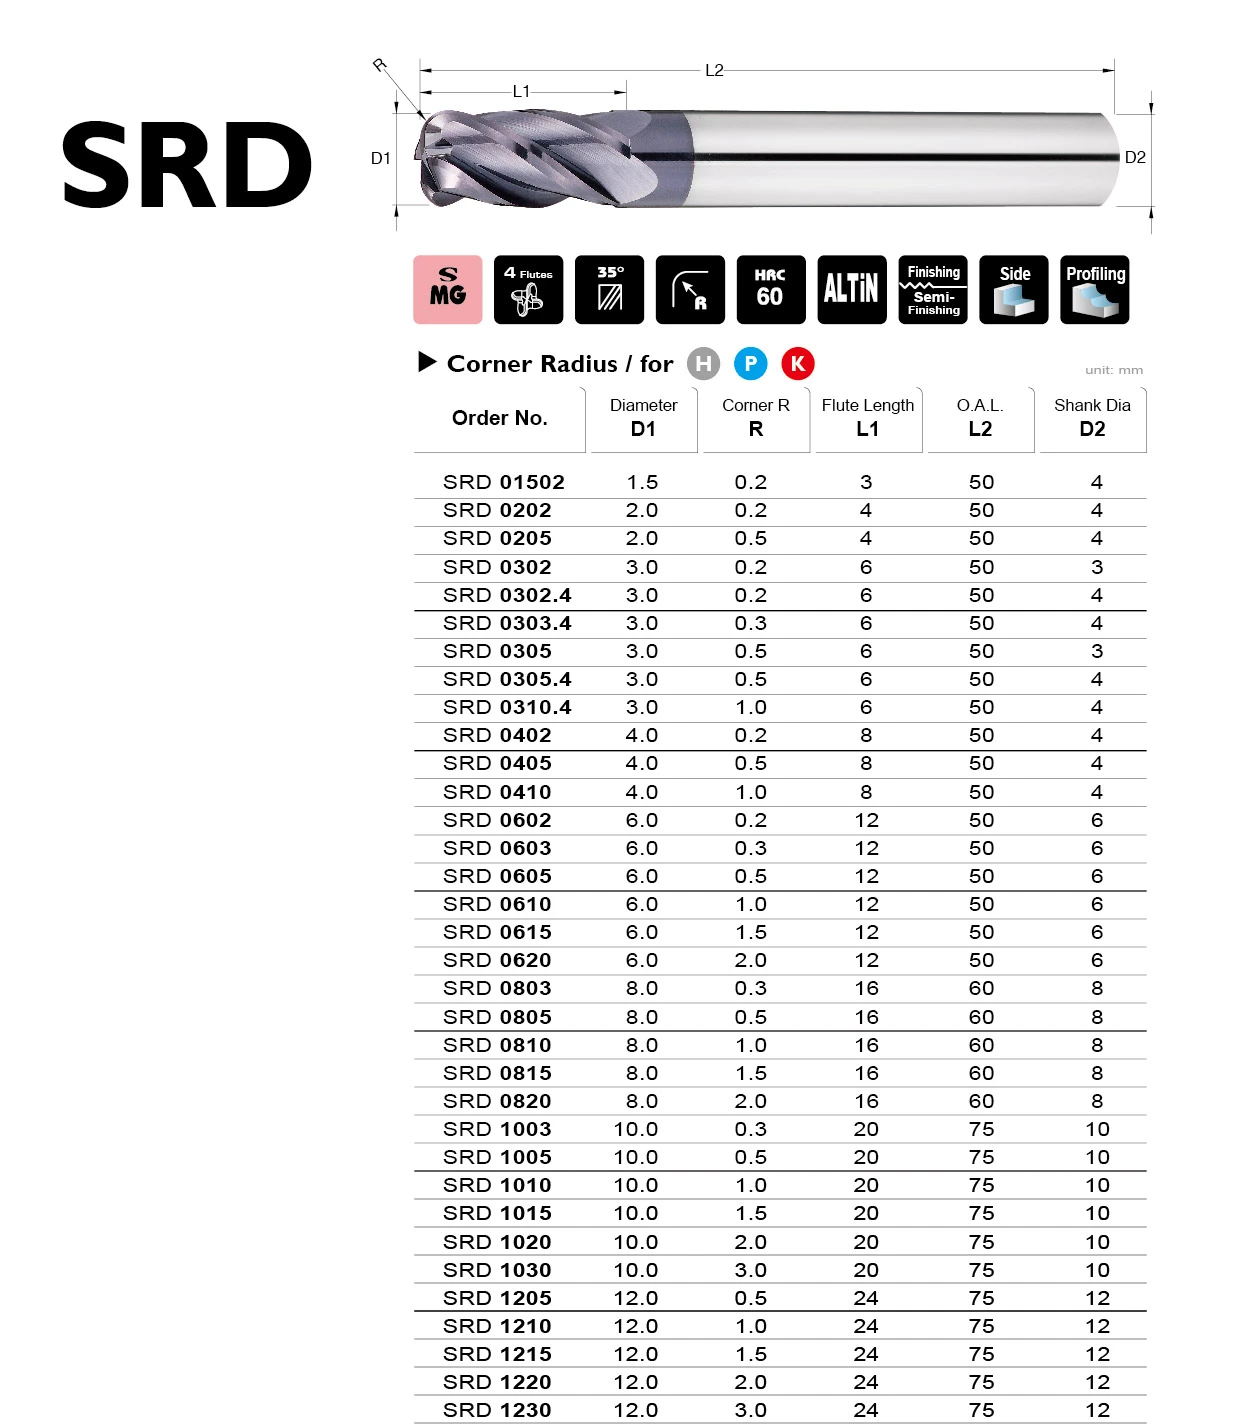 SRD
R
L2
L1
D1
D2
S MG
4 Flutes
35°
R
HRC 60
ALTiN
Finishing
Semi-Finishing
Side
Profiling
Corner Radius / for H P K
unit: mm
Order No. Diameter D1 Corner R R Flute Length L1 O.A.L. L2 Shank Dia D2
SRD 01502 1.5 0.2 3 50 4
SRD 0202 2.0 0.2 4 50 4
SRD 0205 2.0 0.5 4 50 4
SRD 0302 3.0 0.2 6 50 3
SRD 0302.4 3.0 0.2 6 50 4
SRD 0303.4 3.0 0.3 6 50 4
SRD 0305 3.0 0.5 6 50 3
SRD 0305.4 3.0 0.5 6 50 4
SRD 0310.4 3.0 1.0 6 50 4
SRD 0402 4.0 0.2 8 50 4
SRD 0405 4.0 0.5 8 50 4
SRD 0410 4.0 1.0 8 50 4
SRD 0602 6.0 0.2 12 50 6
SRD 0603 6.0 0.3 12 50 6
SRD 0605 6.0 0.5 12 50 6
SRD 0610 6.0 1.0 12 50 6
SRD 0615 6.0 1.5 12 50 6
SRD 0620 6.0 2.0 12 50 6
SRD 0803 8.0 0.3 16 60 8
SRD 0805 8.0 0.5 16 60 8
SRD 0810 8.0 1.0 16 60 8
SRD 0815 8.0 1.5 16 60 8
SRD 0820 8.0 2.0 16 60 8
SRD 1003 10.0 0.3 20 75 10
SRD 1005 10.0 0.5 20 75 10
SRD 1010 10.0 1.0 20 75 10
SRD 1015 10.0 1.5 20 75 10
SRD 1020 10.0 2.0 20 75 10
SRD 1030 10.0 3.0 20 75 10
SRD 1205 12.0 0.5 24 75 12
SRD 1210 12.0 1.0 24 75 12
SRD 1215 12.0 1.5 24 75 12
SRD 1220 12.0 2.0 24 75 12
SRD 1230 12.0 3.0 24 75 12